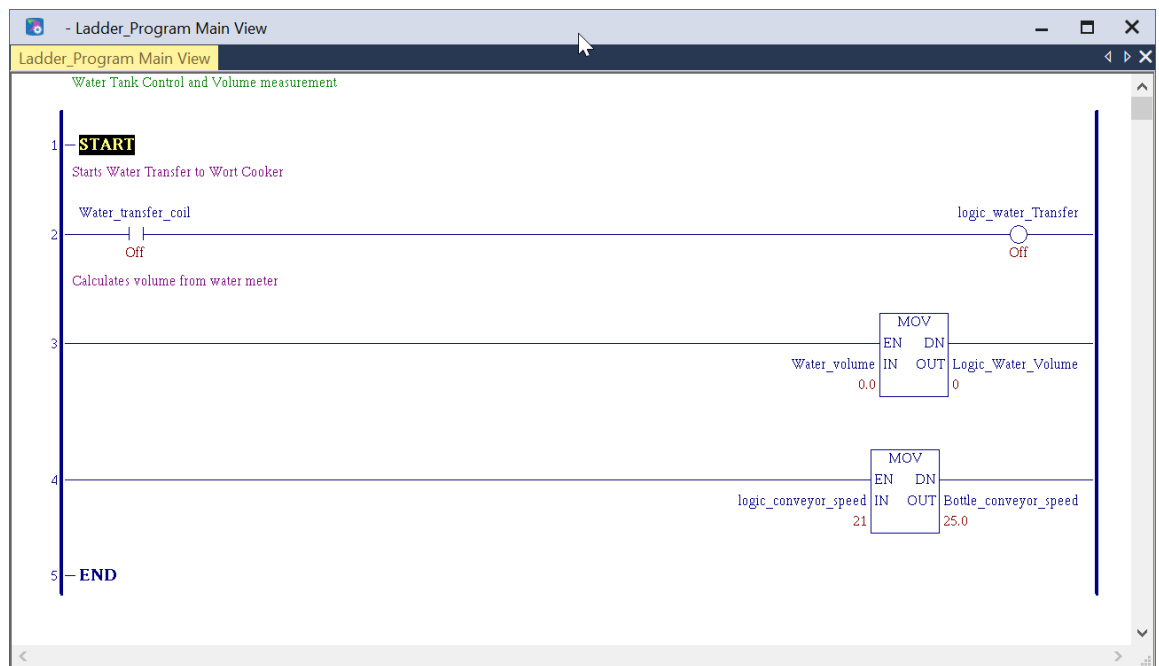 - Ladder_Program Main View
Ladder_Program Main View
Water Tank Control and Volume measurement
1 START
Starts Water Transfer to Wort Cooker
Water_transfer_coil logic_water_Transfer
2
Off Off
Calculates volume from water meter
MOV
3 EN DN
Water_volume IN OUT Logic_Water_Volume
0.0 0
MOV
4 EN DN
logic_conveyor_speed IN OUT Bottle_conveyor_speed
21 25.0
5 END